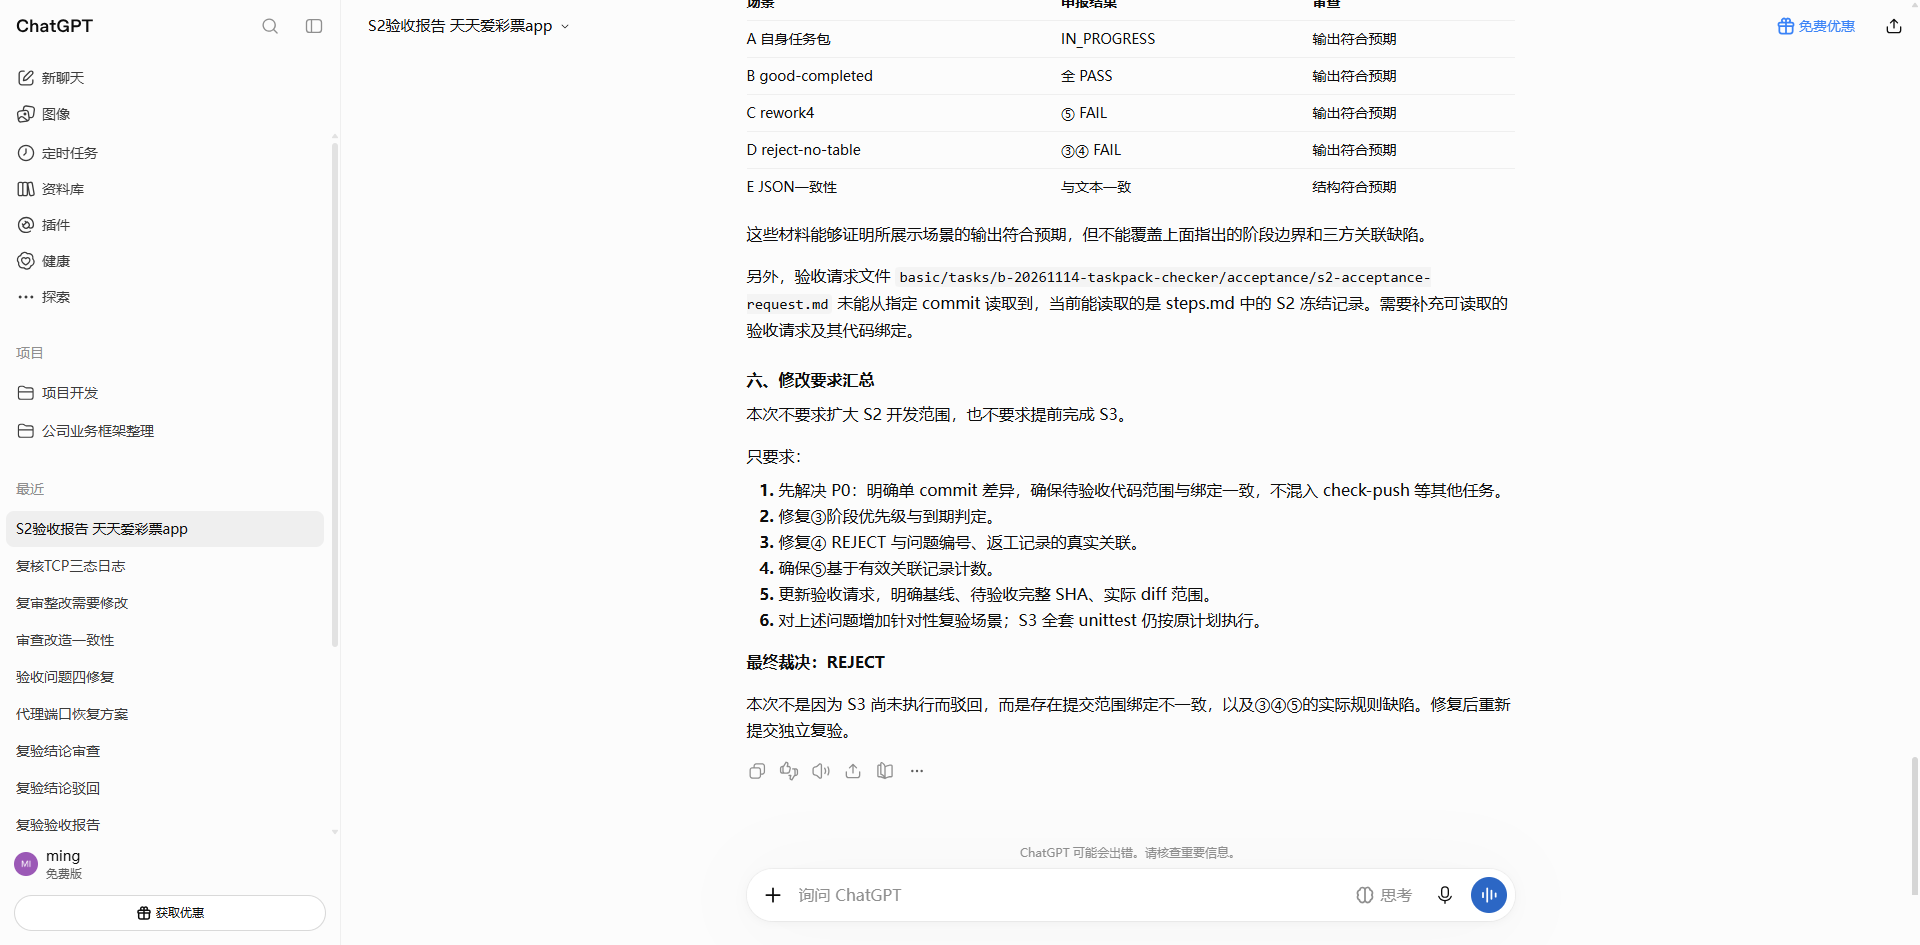 ChatGPT
新聊天
图像
定时任务
资料库
插件
健康
探索
项目
项目开发
公司业务框架整理
最近
S2验收报告 天天爱彩票app
复核TCP三态日志
复审整改需要修改
审查改造一致性
验收问题四修复
代理端口恢复方案
复验结论审查
复验结论驳回
复验验收报告
MI
ming
免费版
获取优惠
S2验收报告 天天爱彩票app
免费优惠
场景 申报结果 审查
A 自身任务包 IN_PROGRESS 输出符合预期
B good-completed 全 PASS 输出符合预期
C rework4 ⑤ FAIL 输出符合预期
D reject-no-table ③④ FAIL 输出符合预期
E JSON一致性 与文本一致 结构符合预期
这些材料能够证明所展示场景的输出符合预期，但不能覆盖上面指出的阶段边界和三方关联缺陷。
另外，验收请求文件 basic/tasks/b-20261114-taskpack-checker/acceptance/s2-acceptance-
request.md 未能从指定 commit 读取到，当前能读取的是 steps.md 中的 S2 冻结记录。需要补充可读取的
验收请求及其代码绑定。
六、修改要求汇总
本次不要求扩大 S2 开发范围，也不要求提前完成 S3。
只要求：
1. 先解决 P0：明确单 commit 差异，确保待验收代码范围与绑定一致，不混入 check-push 等其他任务。
2. 修复③阶段优先级与到期判定。
3. 修复④ REJECT 与问题编号、返工记录的真实关联。
4. 确保⑤基于有效关联记录计数。
5. 更新验收请求，明确基线、待验收完整 SHA、实际 diff 范围。
6. 对上述问题增加针对性复验场景；S3 全套 unittest 仍按原计划执行。
最终裁决：REJECT
本次不是因为 S3 尚未执行而驳回，而是存在提交范围绑定不一致，以及③④⑤的实际规则缺陷。修复后重新
提交独立复验。
ChatGPT 可能会出错。请核查重要信息。
询问 ChatGPT
思考